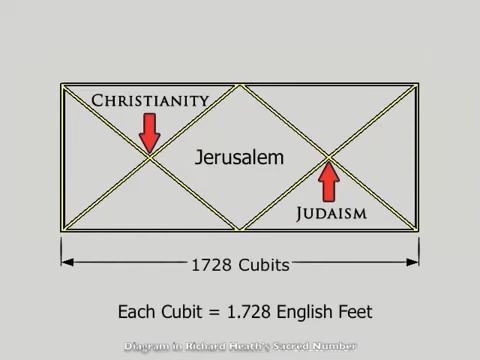 Christianity
Jerusalem
Judaism
1728 Cubits
Each Cubit = 1.728 English Feet
Diagram in Richard Heath's Sacred Number